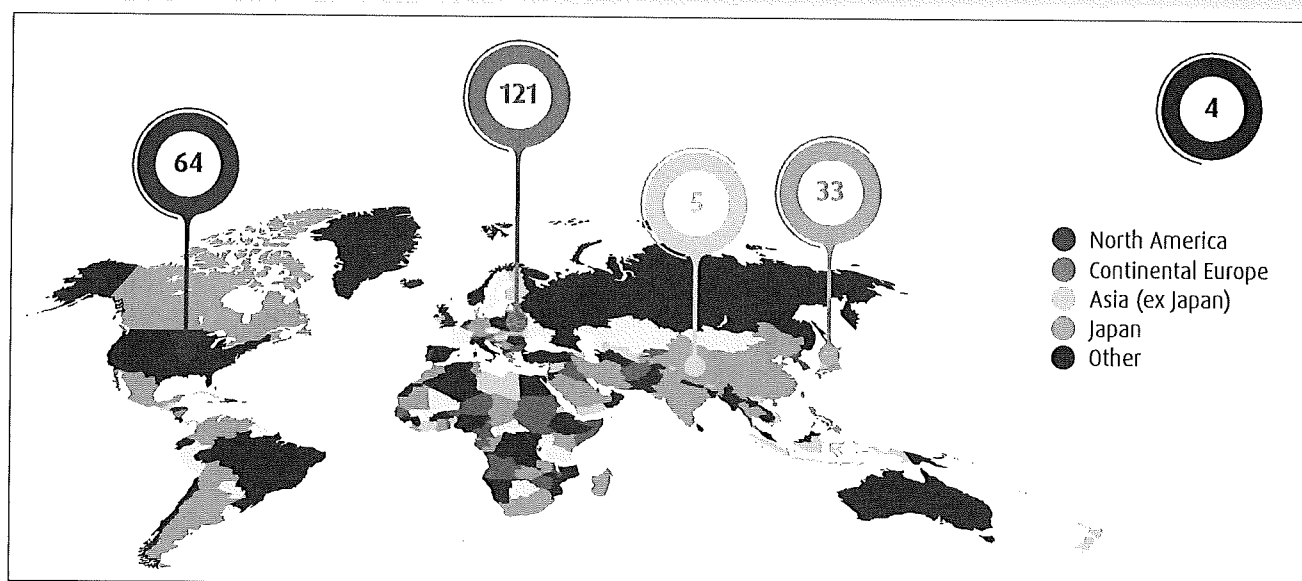 121
4
64
5
33
North America
Continental Europe
Asia (ex Japan)
Japan
Other